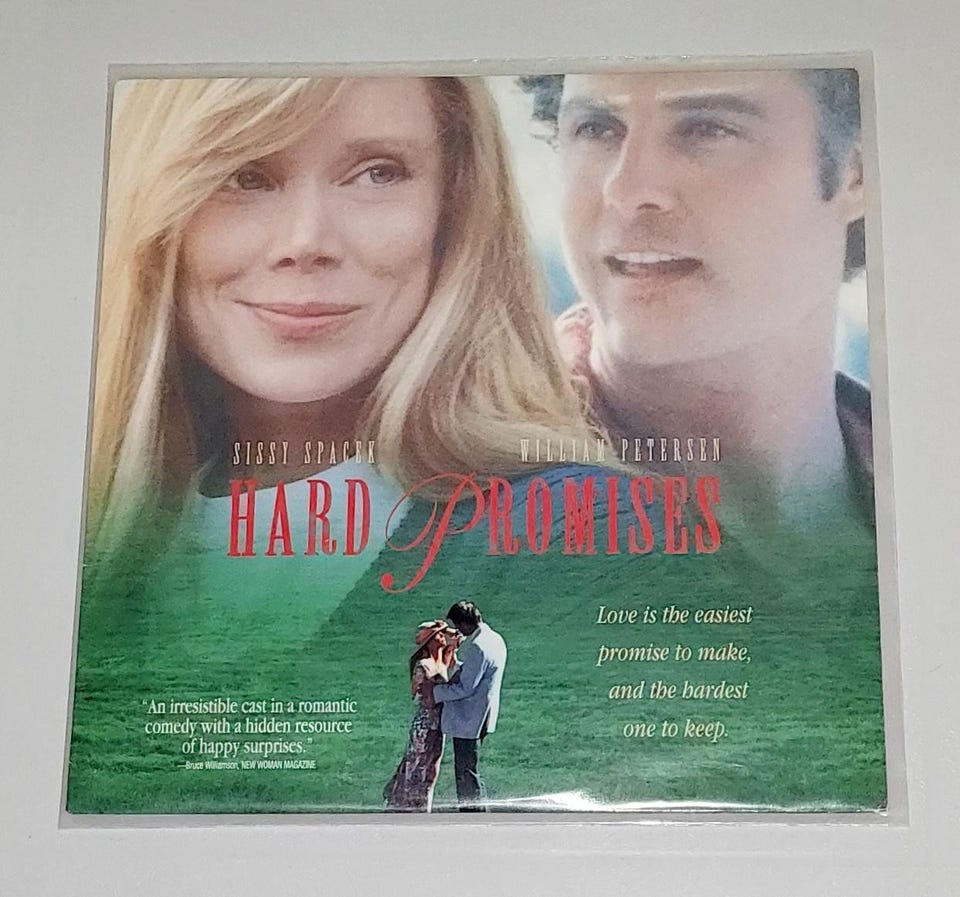 SISSY SPACEK WILLIAM PETERSEN
HARD PROMISES
Love is the easiest
promise to make,
and the hardest
one to keep.
"An irresistible cast in a romantic
comedy with a hidden resource
of happy surprises."
—Bruce Williamson, NEW WOMAN MAGAZINE